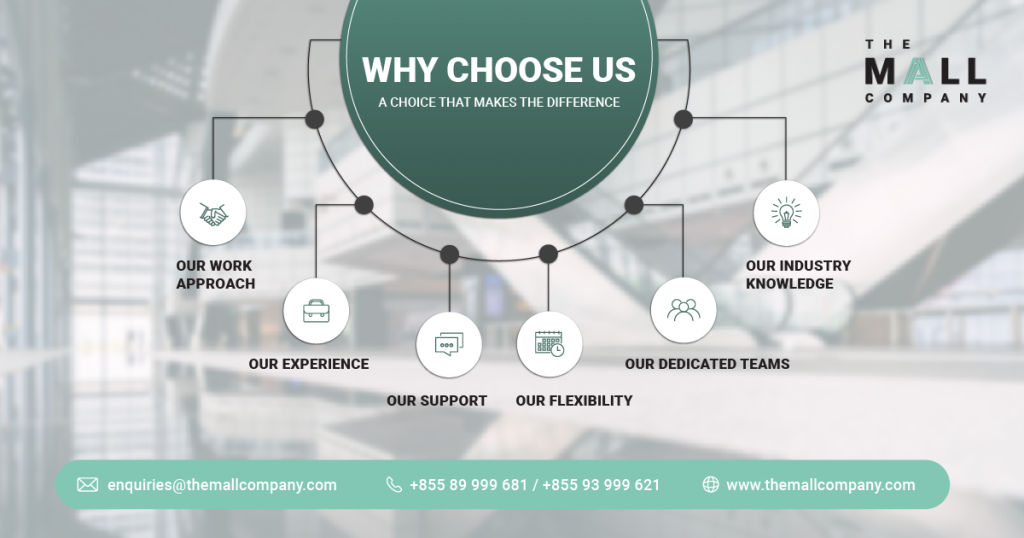 WHY CHOOSE US
A CHOICE THAT MAKES THE DIFFERENCE
THE
MALL
COMPANY
OUR WORK
APPROACH
OUR EXPERIENCE
OUR SUPPORT
OUR FLEXIBILITY
OUR DEDICATED TEAMS
OUR INDUSTRY
KNOWLEDGE
enquiries@themallcompany.com
+855 89 999 681 / +855 93 999 621
www.themallcompany.com